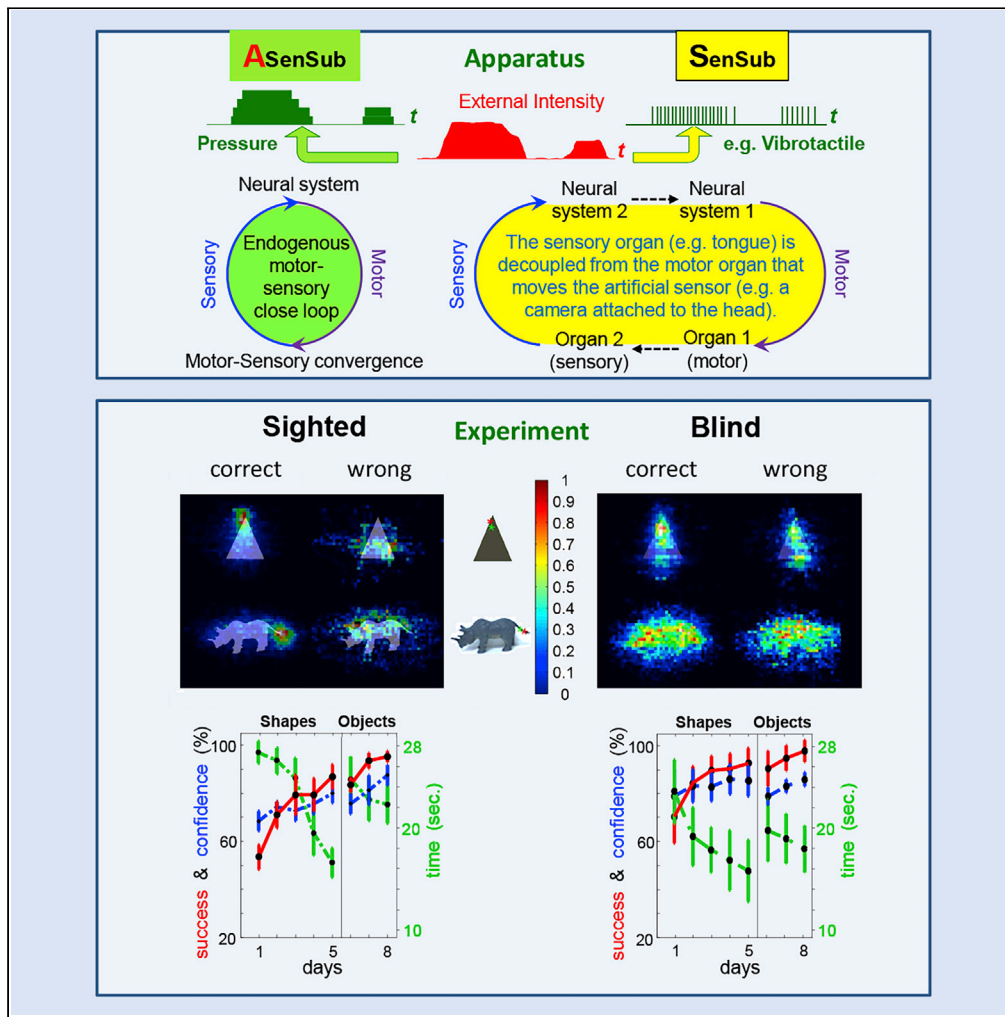 ASenSub
Apparatus
SenSub
External Intensity
t
t
t
Pressure
e.g. Vibrotactile
Neural system
Sensory
Endogenous
motor-
sensory
close loop
Motor
Motor-Sensory convergence
Neural
system 2
Neural
system 1
Sensory
The sensory organ (e.g. tongue) is
decoupled from the motor organ that
moves the artificial sensor (e.g. a
camera attached to the head).
Motor
Organ 2
(sensory)
Organ 1
(motor)
Sighted
Experiment
Blind
correct
wrong
correct
wrong
1
0.9
0.8
0.7
0.6
0.5
0.4
0.3
0.2
0.1
0
Shapes
Objects
success & confidence (%)
100
60
20
28
20
10
time (sec.)
1
5
8
days
Shapes
Objects
success & confidence (%)
100
60
20
28
20
10
time (sec.)
1
5
8
days